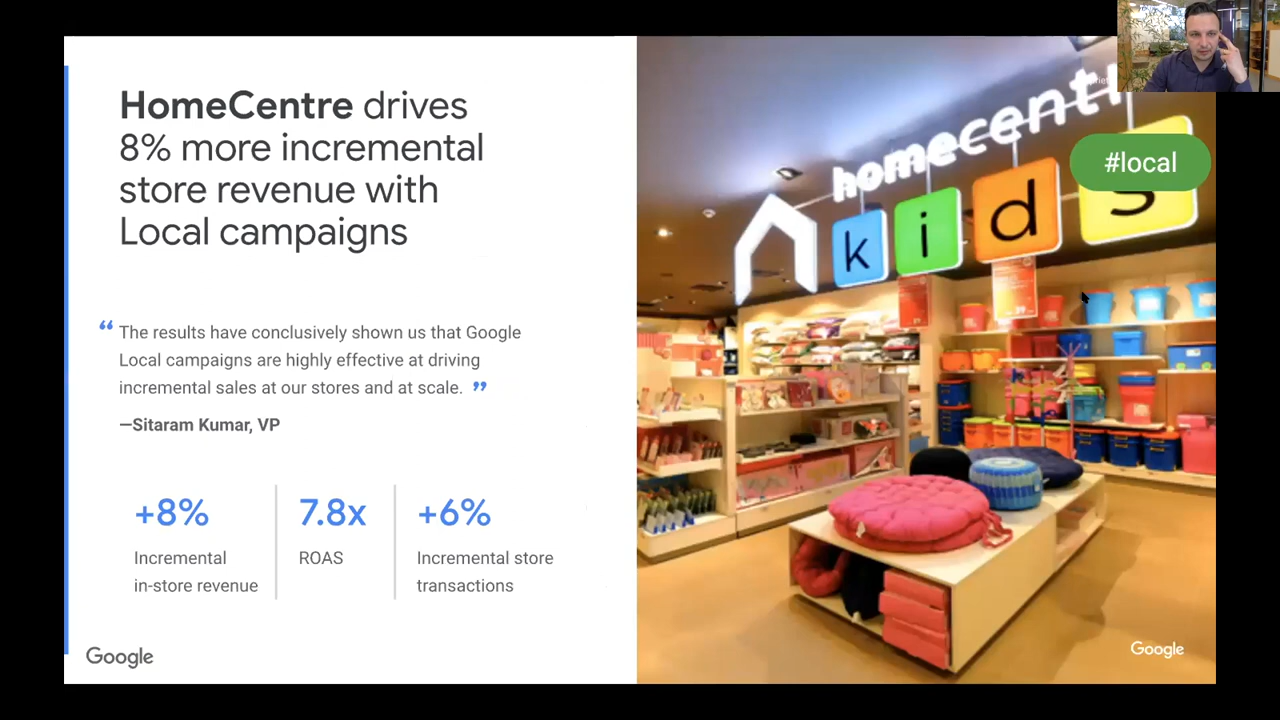 HomeCentre drives
8% more incremental
store revenue with
Local campaigns
“ The results have conclusively shown us that Google
Local campaigns are highly effective at driving
incremental sales at our stores and at scale. ”
—Sitaram Kumar, VP
+8%
Incremental
in-store revenue
7.8x
ROAS
+6%
Incremental store
transactions
Google
homecent
kids
#local
Google